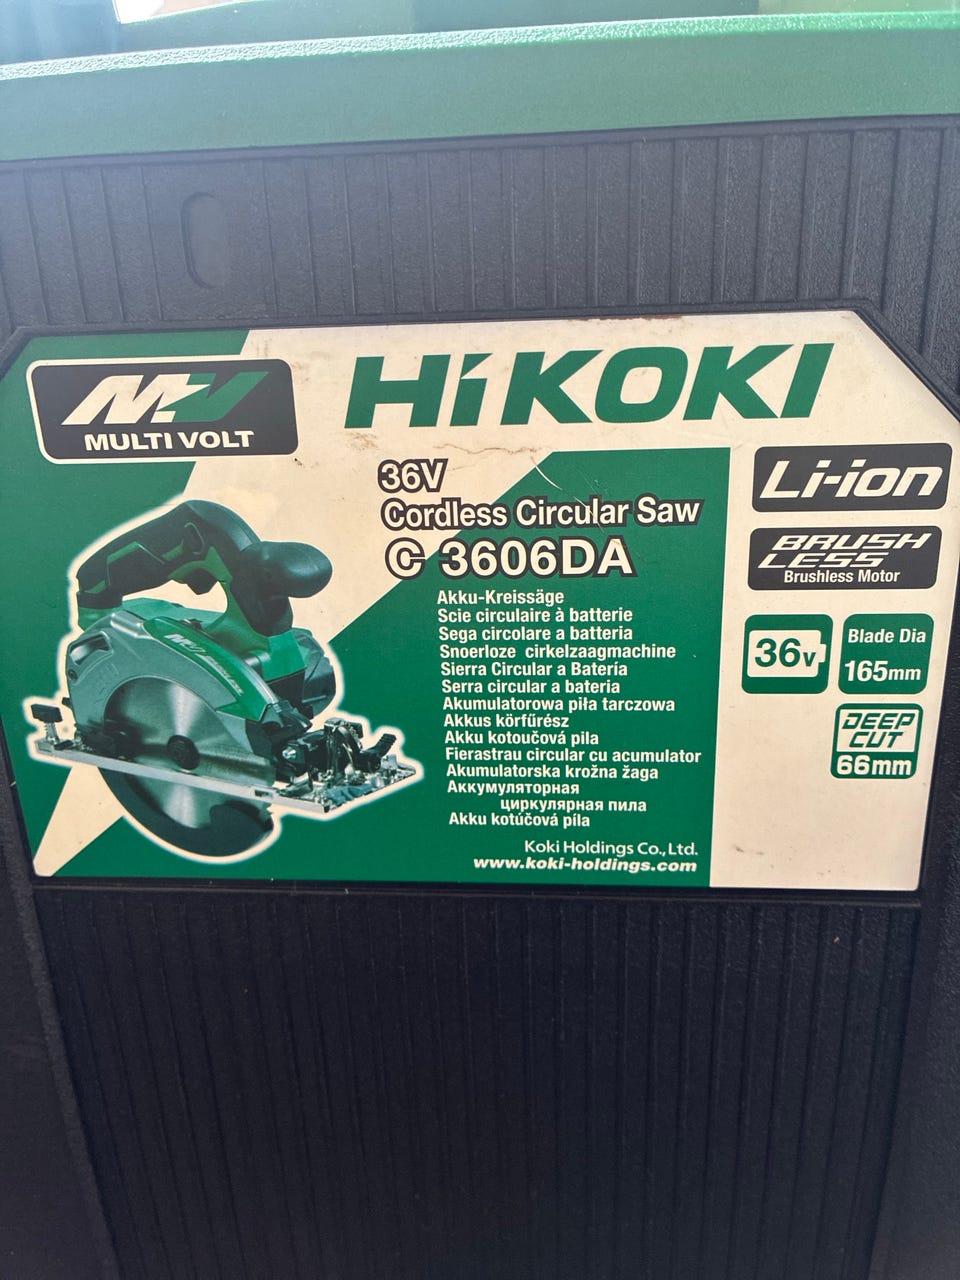 MV
MULTI VOLT
HiKOKI
36V
Cordless Circular Saw
C 3606DA
Akku-Kreissäge
Scie circulaire à batterie
Sega circolare a batteria
Snoerloze cirkelzaagmachine
Sierra Circular a Batería
Serra circular a bateria
Akumulatorowa piła tarczowa
Akkus körfűrész
Akku kotoučová pila
Fierastrau circular cu acumulator
Akumulatorska krožna žaga
Аккумуляторная
циркулярная пила
Akku kotúčová píla
Koki Holdings Co., Ltd.
www.koki-holdings.com
Li-ion
BRUSH
LESS
Brushless Motor
36V
Blade Dia
165mm
DEEP
CUT
66mm